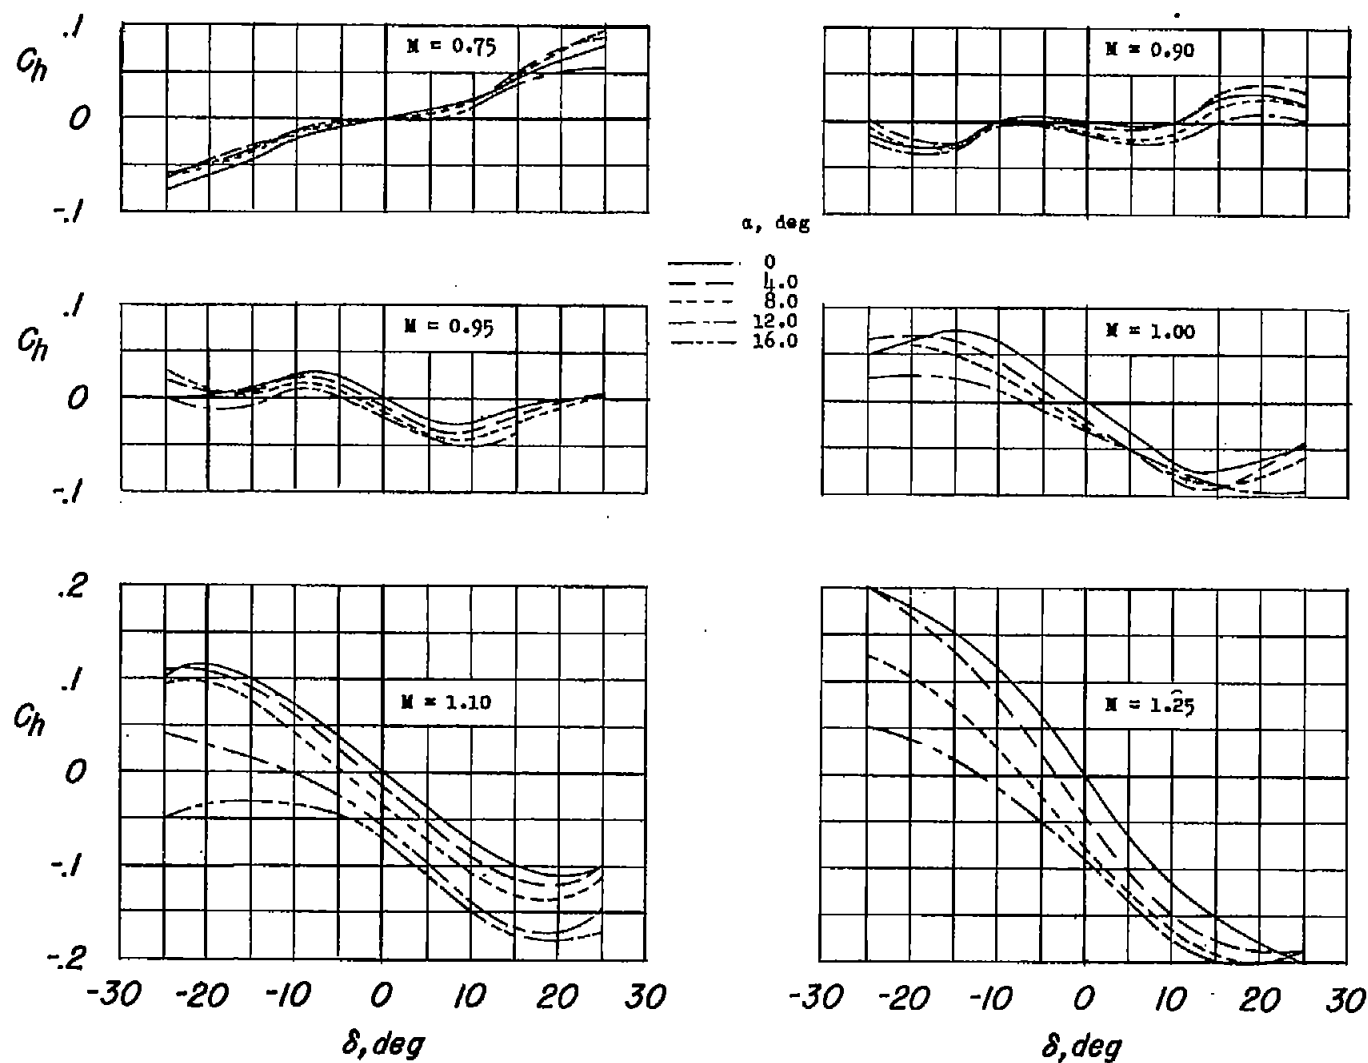 .1
0
-.1
C_h
M = 0.75
M = 0.90
α, deg
0
4.0
8.0
12.0
16.0
.1
0
-.1
C_h
M = 0.95
M = 1.00
.2
.1
0
-.1
-.2
C_h
M = 1.10
M = 1.25
-30 -20 -10 0 10 20 30
δ, deg
-30 -20 -10 0 10 20 30
δ, deg